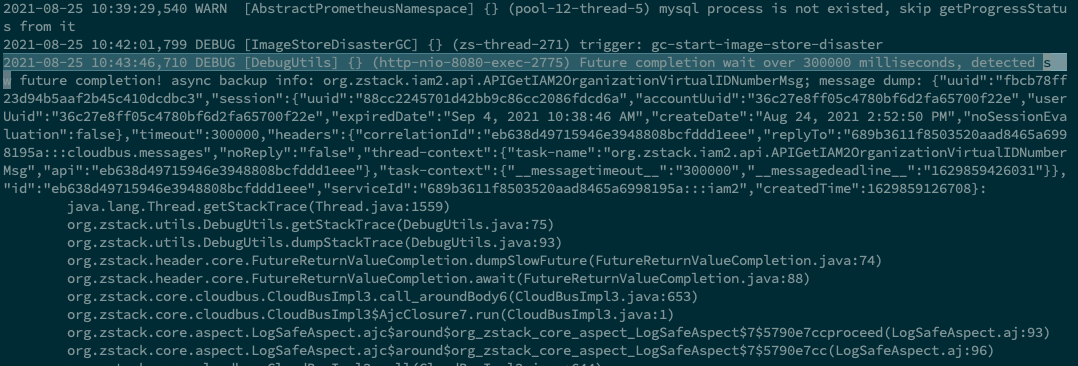 2021-08-25 10:39:29,540 WARN  [AbstractPrometheusNamespace] {} (pool-12-thread-5) mysql process is not existed, skip getProgressStatu
s from it
2021-08-25 10:42:01,799 DEBUG [ImageStoreDisasterGC] {} (zs-thread-271) trigger: gc-start-image-store-disaster
2021-08-25 10:43:46,710 DEBUG [DebugUtils] {} (http-nio-8080-exec-2775) Future completion wait over 300000 milliseconds, detected s
w future completion! async backup info: org.zstack.iam2.api.APIGetIAM2OrganizationVirtualIDNumberMsg; message dump: {"uuid":"fbcb78ff
23d94b5aaf2b45c410dcdbc3","session":{"uuid":"88cc2245701d42bb9c86cc2086fdcd6a","accountUuid":"36c27e8ff05c4780bf6d2fa65700f22e","user
Uuid":"36c27e8ff05c4780bf6d2fa65700f22e","expiredDate":"Sep 4, 2021 10:38:46 AM","createDate":"Aug 24, 2021 2:52:50 PM","noSessionEva
luation":false},"timeout":300000,"headers":{"correlationId":"eb638d49715946e3948808bcfddd1eee","replyTo":"689b3611f8503520aad8465a699
8195a:::cloudbus.messages","noReply":"false","thread-context":{"task-name":"org.zstack.iam2.api.APIGetIAM2OrganizationVirtualIDNumber
Msg","api":"eb638d49715946e3948808bcfddd1eee"},"task-context":{"__messagetimeout__":"300000","__messagedeadline__":"1629859426031"}},
"id":"eb638d49715946e3948808bcfddd1eee","serviceId":"689b3611f8503520aad8465a6998195a:::iam2","createdTime":1629859126708}:
java.lang.Thread.getStackTrace(Thread.java:1559)
org.zstack.utils.DebugUtils.getStackTrace(DebugUtils.java:75)
org.zstack.utils.DebugUtils.dumpStackTrace(DebugUtils.java:93)
org.zstack.header.core.FutureReturnValueCompletion.dumpSlowFuture(FutureReturnValueCompletion.java:74)
org.zstack.header.core.FutureReturnValueCompletion.await(FutureReturnValueCompletion.java:88)
org.zstack.core.cloudbus.CloudBusImpl3.call_aroundBody6(CloudBusImpl3.java:653)
org.zstack.core.cloudbus.CloudBusImpl3$AjcClosure7.run(CloudBusImpl3.java:1)
org.zstack.core.aspect.LogSafeAspect.ajc$around$org_zstack_core_aspect_LogSafeAspect$7$5790e7ccproceed(LogSafeAspect.aj:93)
org.zstack.core.aspect.LogSafeAspect.ajc$around$org_zstack_core_aspect_LogSafeAspect$7$5790e7cc(LogSafeAspect.aj:96)